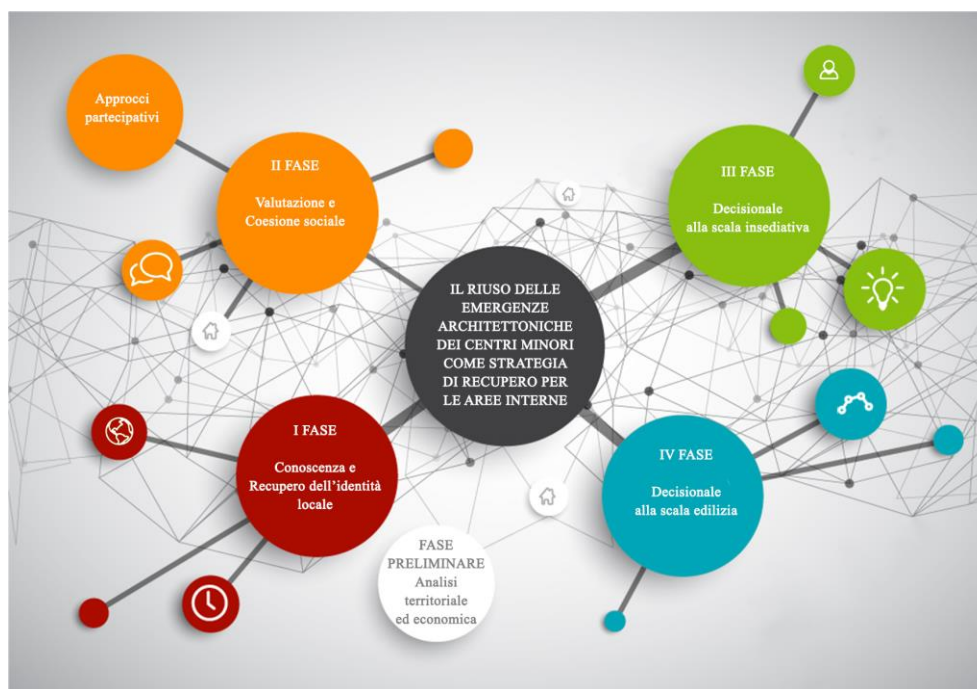 Approcci
partecipativi
II FASE
Valutazione e
Coesione sociale
III FASE
Decisionale
alla scala insediativa
IL RIUSO DELLE
EMERGENZE
ARCHITETTONICHE
DEI CENTRI MINORI
COME STRATEGIA
DI RECUPERO PER
LE AREE INTERNE
I FASE
Conoscenza e
Recupero dell'identità
locale
IV FASE
Decisionale
alla scala edilizia
FASE
PRELIMINARE
Analisi
territoriale
ed economica